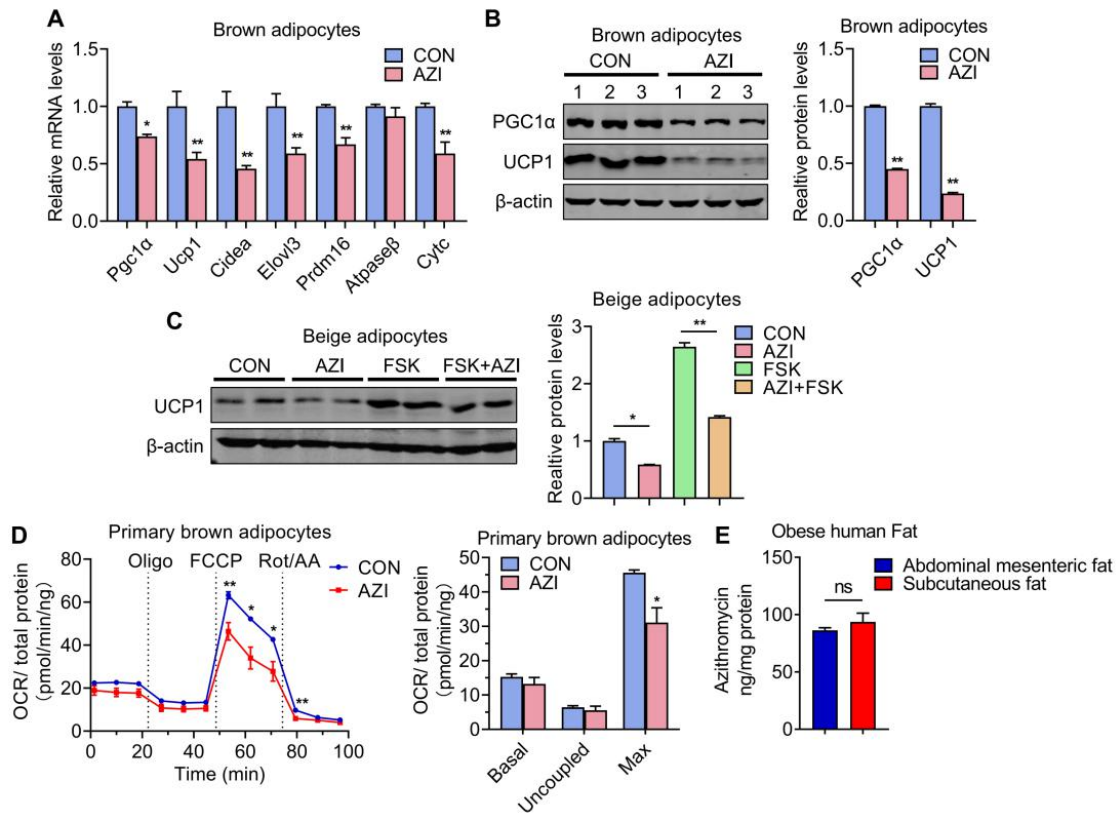 A
Brown adipocytes
CON
AZI
Relative mRNA levels
1.5
1.0
0.5
0.0
*
**
**
**
**
**
Pgc1α
Ucp1
Cidea
Elovl3
Prdm16
Atpaseβ
Cytc
B
Brown adipocytes
CON
AZI
1 2 3 1 2 3
PGC1α
UCP1
β-actin
Brown adipocytes
CON
AZI
Realtive protein levels
1.5
1.0
0.5
0.0
**
**
PGC1α
UCP1
C
Beige adipocytes
CON AZI FSK FSK+AZI
UCP1
β-actin
Beige adipocytes
CON
AZI
FSK
AZI+FSK
Realtive protein levels
3
2
1
0
*
**
D
Primary brown adipocytes
Oligo FCCP Rot/AA
CON
AZI
OCR/ total protein
(pmol/min/ng)
80
60
40
20
0
**
*
*
**
0 20 40 60 80 100
Time (min)
Primary brown adipocytes
CON
AZI
OCR/ total protein
(pmol/min/ng)
50
40
30
20
10
0
*
Basal
Uncoupled
Max
E
Obese human Fat
Abdominal mesenteric fat
Subcutaneous fat
Azithromycin
ng/mg protein
150
100
50
0
ns